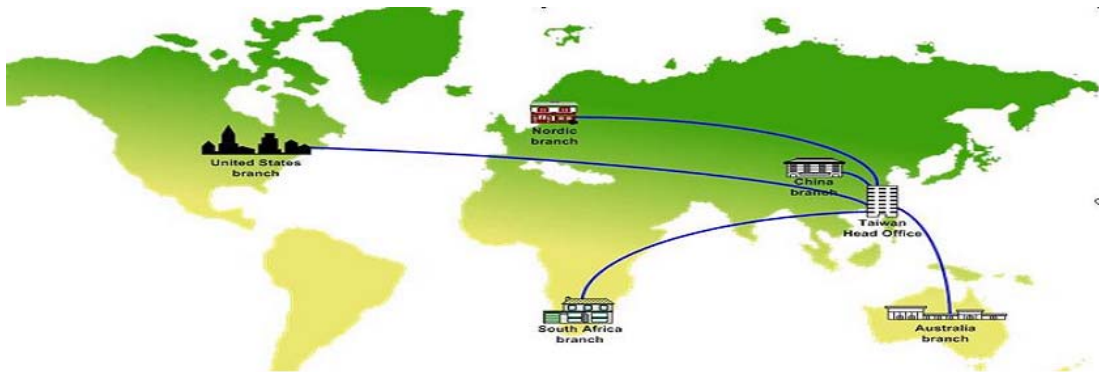 Nordic
branch
United States
branch
China
branch
Taiwan
Head Office
South Africa
branch
Australia
branch